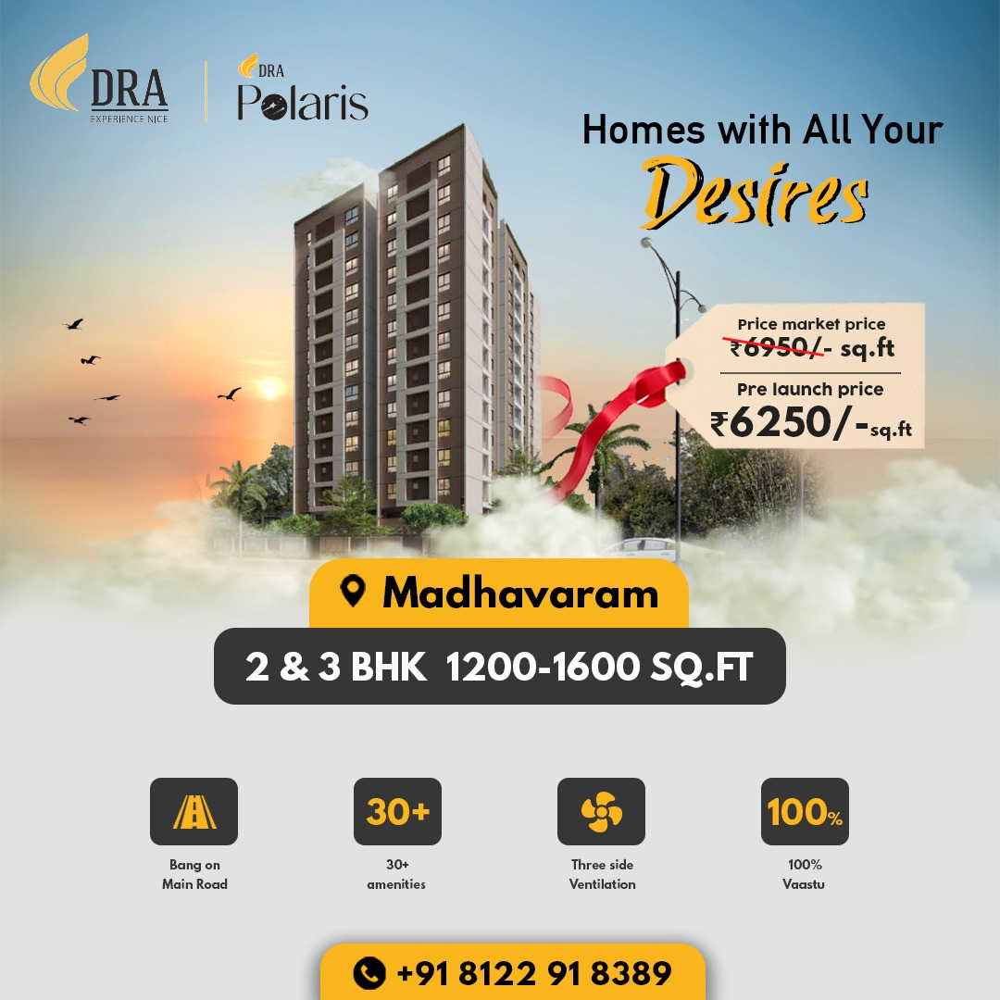 DRA
EXPERIENCE NICE
DRA
Polaris
Homes with All Your
Desires
Price market price
₹6950/- sq.ft
Pre launch price
₹6250/-sq.ft
Madhavaram
2 & 3 BHK 1200-1600 SQ.FT
30+
100%
Bang on
Main Road
30+
amenities
Three side
Ventilation
100%
Vaastu
+91 8122 91 8389